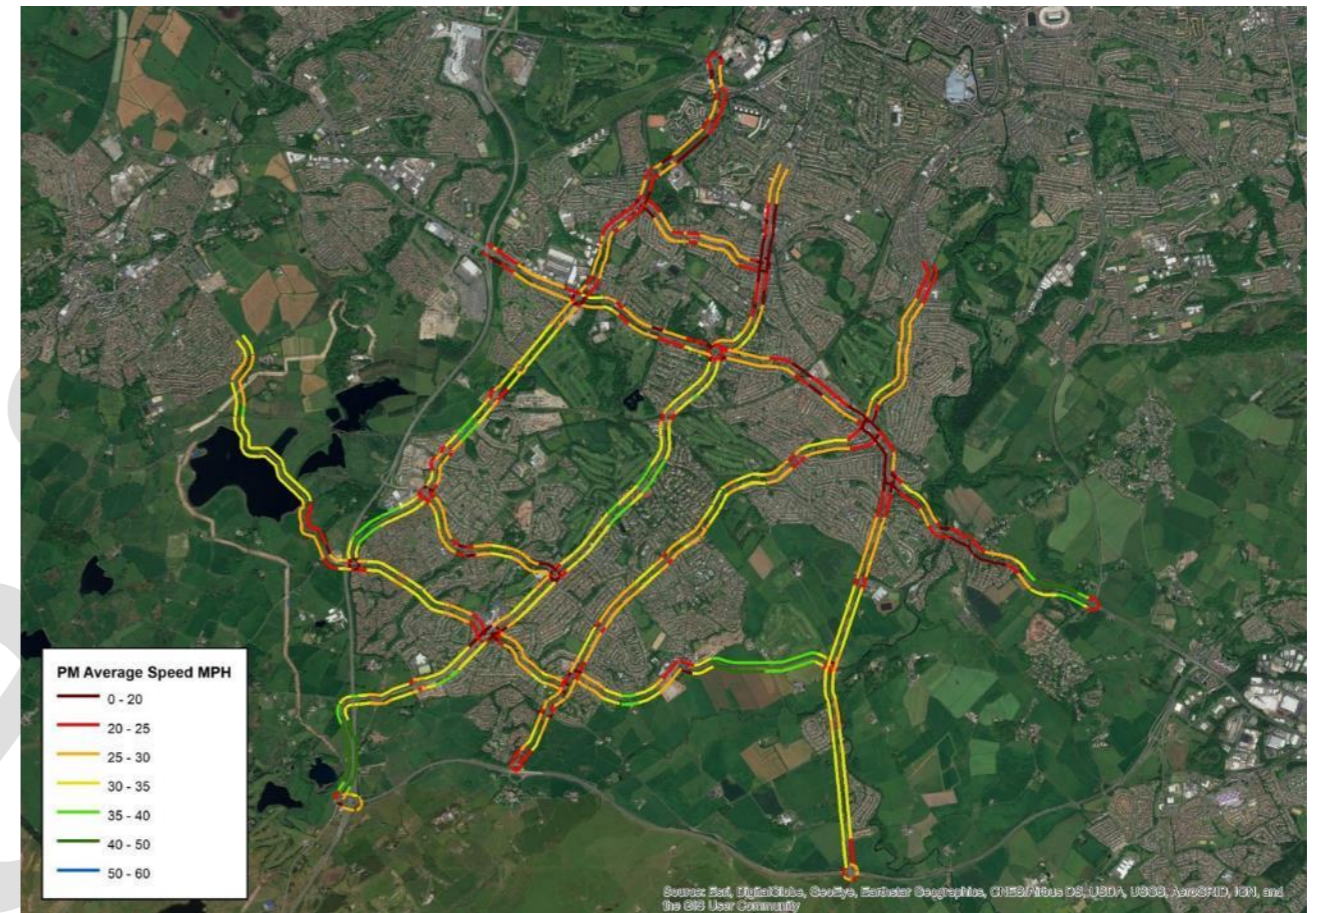 PM Average Speed MPH
0 - 20
20 - 25
25 - 30
30 - 35
35 - 40
40 - 50
50 - 60
Source: Esri, DigitalGlobe, GeoEye, Earthstar Geographics, CNES/Airbus DS, USDA, USGS, AeroGRID, IGN, and
the GIS User Community